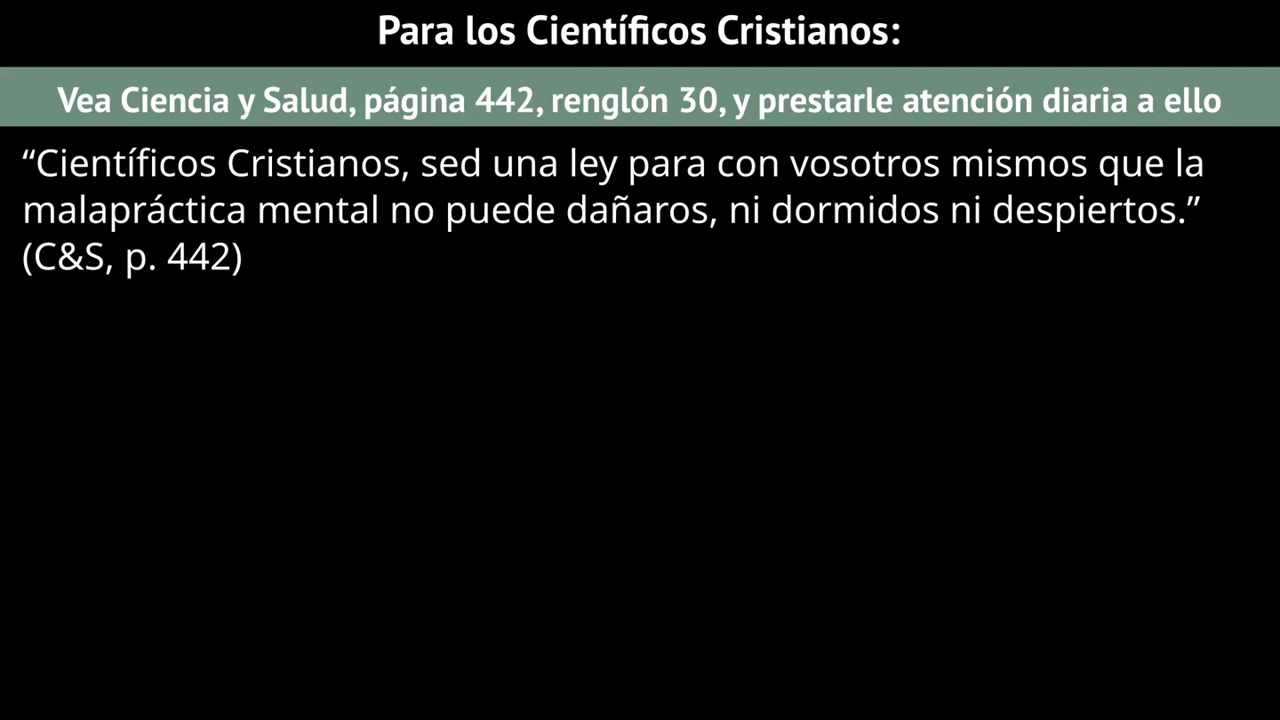 Para los Científicos Cristianos:
Vea Ciencia y Salud, página 442, renglón 30, y prestarle atención diaria a ello
“Científicos Cristianos, sed una ley para con vosotros mismos que la
malapráctica mental no puede dañaros, ni dormidos ni despiertos.”
(C&S, p. 442)